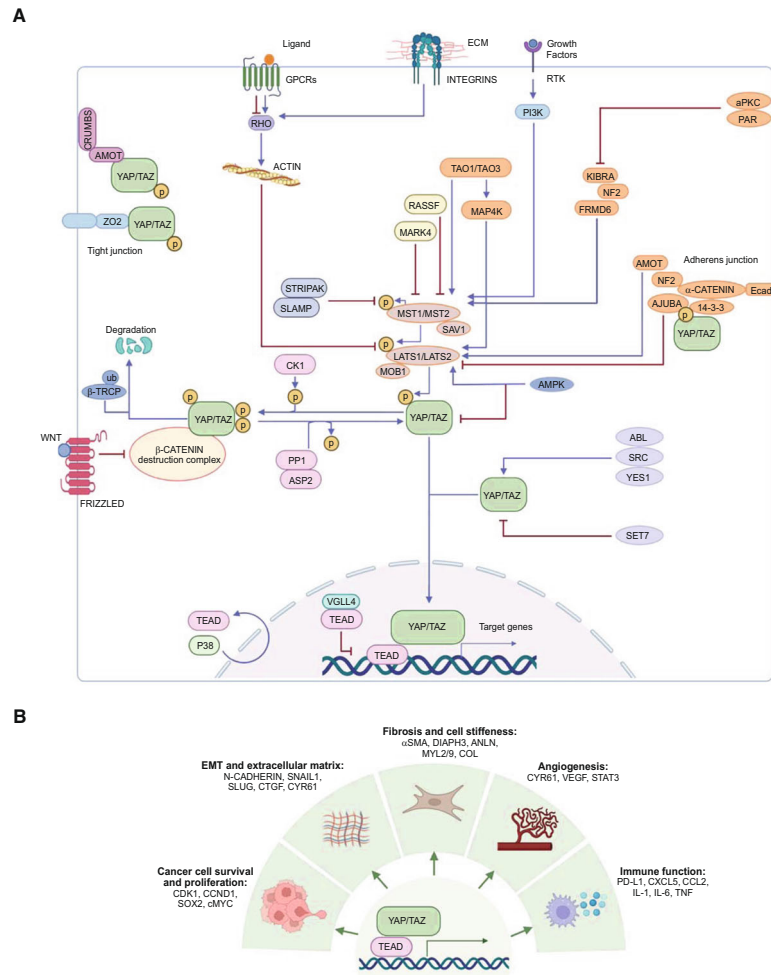 A
Ligand
ECM
Growth
Factors
GPCRs
INTEGRINS
RTK
RHO
PI3K
aPKC
PAR
CRUMBS
AMOT
YAP/TAZ
p
ACTIN
TAO1/TAO3
KIBRA
NF2
FRMD6
RASSF
MAP4K
MARK4
ZO2
YAP/TAZ
p
Tight junction
AMOT
Adherens junction
NF2
α-CATENIN
Ecad
AJUBA
14-3-3
p
YAP/TAZ
STRIPAK
SLAMP
p
MST1/MST2
SAV1
p
LATS1/LATS2
MOB1
Degradation
ub
β-TRCP
CK1
p
AMPK
p
YAP/TAZ
p
p
p
YAP/TAZ
p
WNT
β-CATENIN
destruction complex
FRIZZLED
PP1
ASP2
ABL
SRC
YES1
YAP/TAZ
SET7
VGLL4
TEAD
TEAD
P38
YAP/TAZ
TEAD
Target genes
B
Fibrosis and cell stiffness:
αSMA, DIAPH3, ANLN,
MYL2/9, COL
EMT and extracellular matrix:
N-CADHERIN, SNAIL1,
SLUG, CTGF, CYR61
Angiogenesis:
CYR61, VEGF, STAT3
Cancer cell survival
and proliferation:
CDK1, CCND1,
SOX2, cMYC
Immune function:
PD-L1, CXCL5, CCL2,
IL-1, IL-6, TNF
YAP/TAZ
TEAD